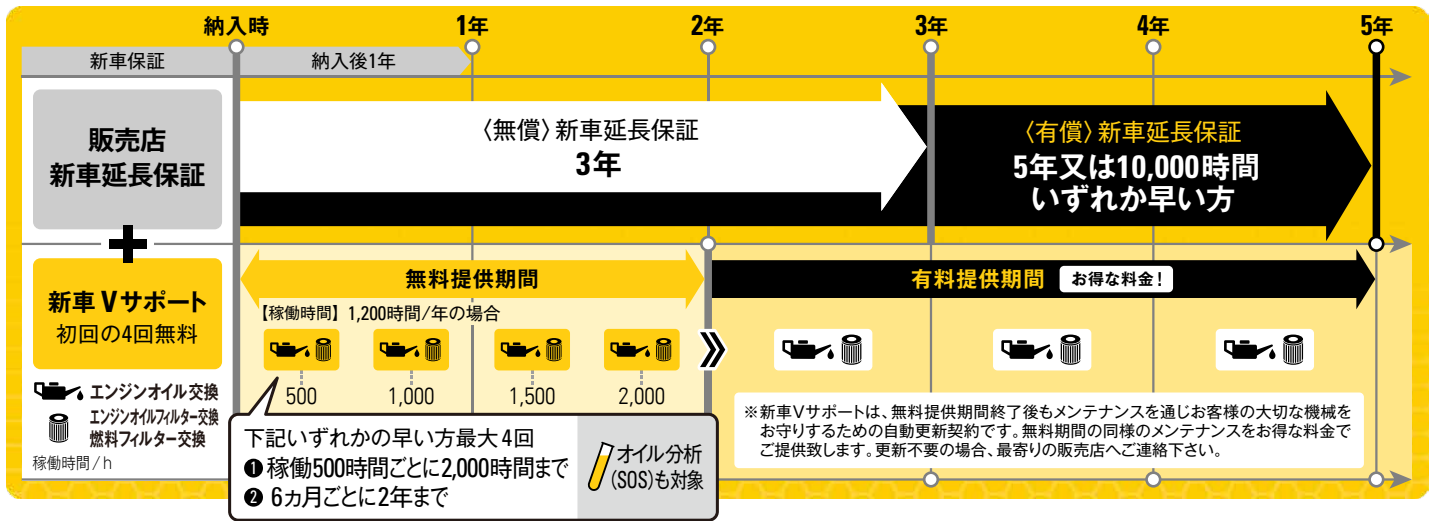 納入時
1年
2年
3年
4年
5年
新車保証
納入後1年
販売店
新車延長保証
〈無償〉新車延長保証
3年
〈有償〉新車延長保証
5年又は10,000時間
いずれか早い方
新車Vサポート
初回の4回無料
無料提供期間
有料提供期間
お得な料金!
【稼働時間】1,200時間/年の場合
500
1,000
1,500
2,000
エンジンオイル交換
エンジンオイルフィルター交換
燃料フィルター交換
稼働時間/h
下記いずれかの早い方最大4回
❶ 稼働500時間ごとに2,000時間まで
❷ 6ヵ月ごとに2年まで
オイル分析
(SOS)も対象
※新車Vサポートは、無料提供期間終了後もメンテナンスを通じお客様の大切な機械を
お守りするための自動更新契約です。無料期間の同様のメンテナンスをお得な料金で
ご提供致します。更新不要の場合、最寄りの販売店へご連絡下さい。